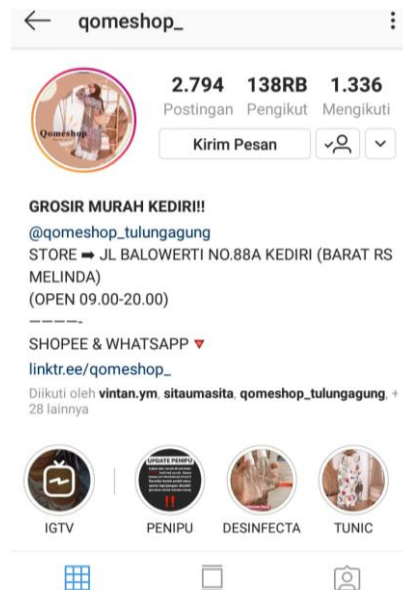 qomeshop_
Qomeshop
2.794 138RB 1.336
Postingan Pengikut Mengikuti
Kirim Pesan
GROSIR MURAH KEDIRI!!
@qomeshop_tulungagung
STORE ➡ JL BALOWERTI NO.88A KEDIRI (BARAT RS
MELINDA)
(OPEN 09.00-20.00)
————-
SHOPEE & WHATSAPP 🔻
linktr.ee/qomeshop_
Diikuti oleh vintan.ym, sitaumasita, qomeshop_tulungagung, +
28 lainnya
UPDATE PENIPU
!!
IGTV PENIPU DESINFECTA TUNIC